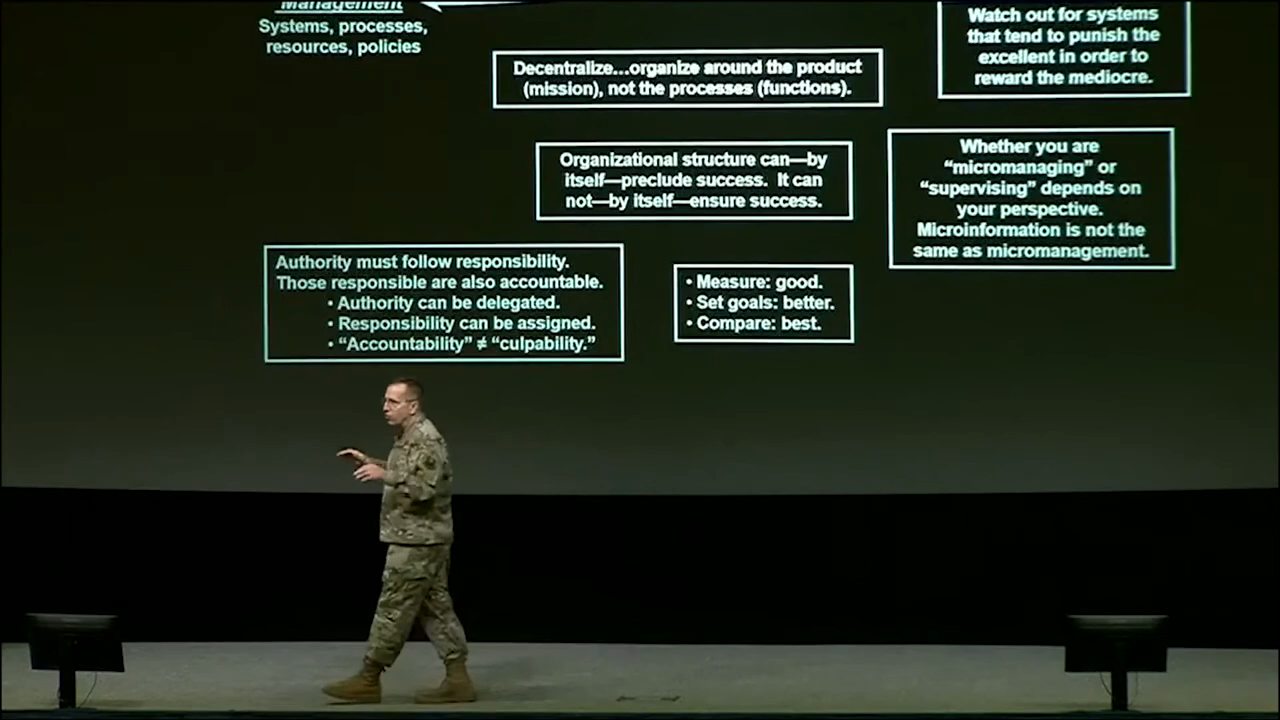 Management
Systems, processes,
resources, policies
Watch out for systems
that tend to punish the
excellent in order to
reward the mediocre.
Decentralize...organize around the product
(mission), not the processes (functions).
Organizational structure can—by
itself—preclude success. It can
not—by itself—ensure success.
Whether you are
“micromanaging” or
“supervising” depends on
your perspective.
Microinformation is not the
same as micromanagement.
Authority must follow responsibility.
Those responsible are also accountable.
• Authority can be delegated.
• Responsibility can be assigned.
• “Accountability” ≠ “culpability.”
• Measure: good.
• Set goals: better.
• Compare: best.